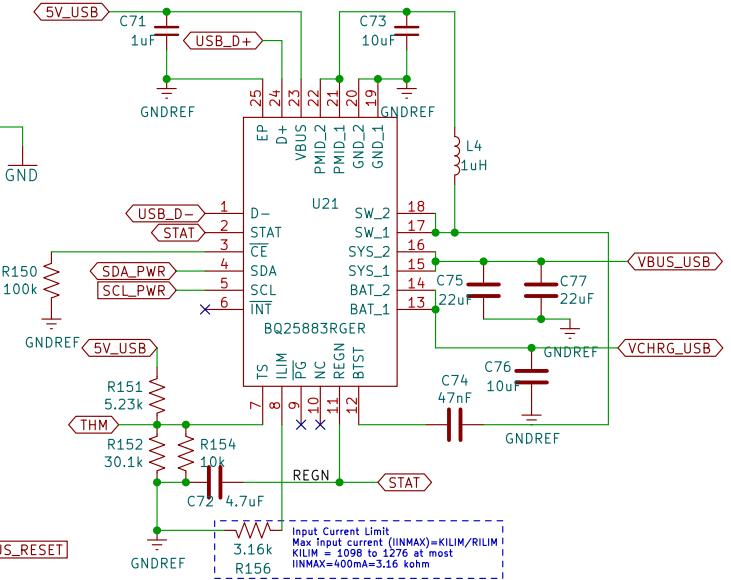 5V_USB
C71
1uF
USB_D+
C73
10uF
GNDREF
GNDREF
25
24
23
22
21
20
19
EP
D+
VBUS
PMID_2
PMID_1
GND_2
GND_1
L4
1uH
GND
U21
USB_D-
1
D-
SW_2
18
STAT
2
STAT
SW_1
17
3
CE
SYS_2
16
R150
100k
SDA_PWR
4
SDA
SYS_1
15
VBUS_USB
SCL_PWR
5
SCL
BAT_2
14
C75
22uF
C77
22uF
6
INT
BAT_1
13
BQ25883RGER
GNDREF
5V_USB
GNDREF
VCHRG_USB
TS
ILIM
PG
NC
REGN
BTST
7
8
9
10
11
12
C76
10uF
C74
47nF
R151
5.23k
THM
R152
30.1k
R154
10k
GNDREF
REGN
STAT
C72
4.7uF
US_RESET
GNDREF
3.16k
R156
Input Current Limit
Max input current (IINMAX)=KILIM/RILIM
KILIM = 1098 to 1276 at most
IINMAX=400mA=3.16 kohm